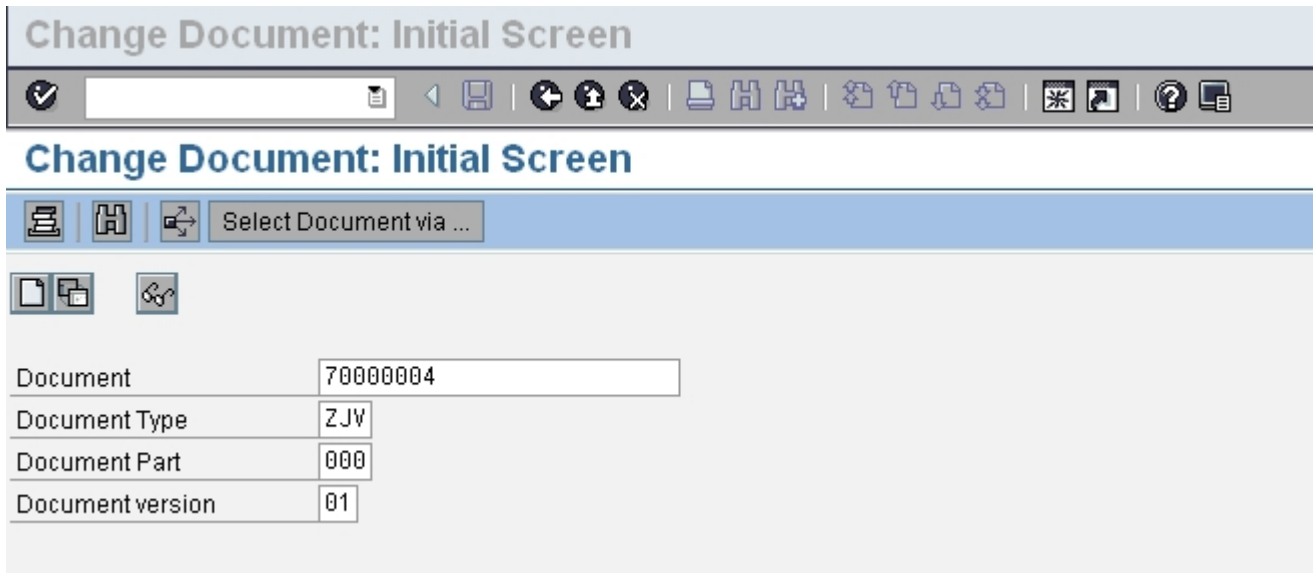 Change Document: Initial Screen
Change Document: Initial Screen
Select Document via ...
Document 70000004
Document Type ZJV
Document Part 000
Document version 01